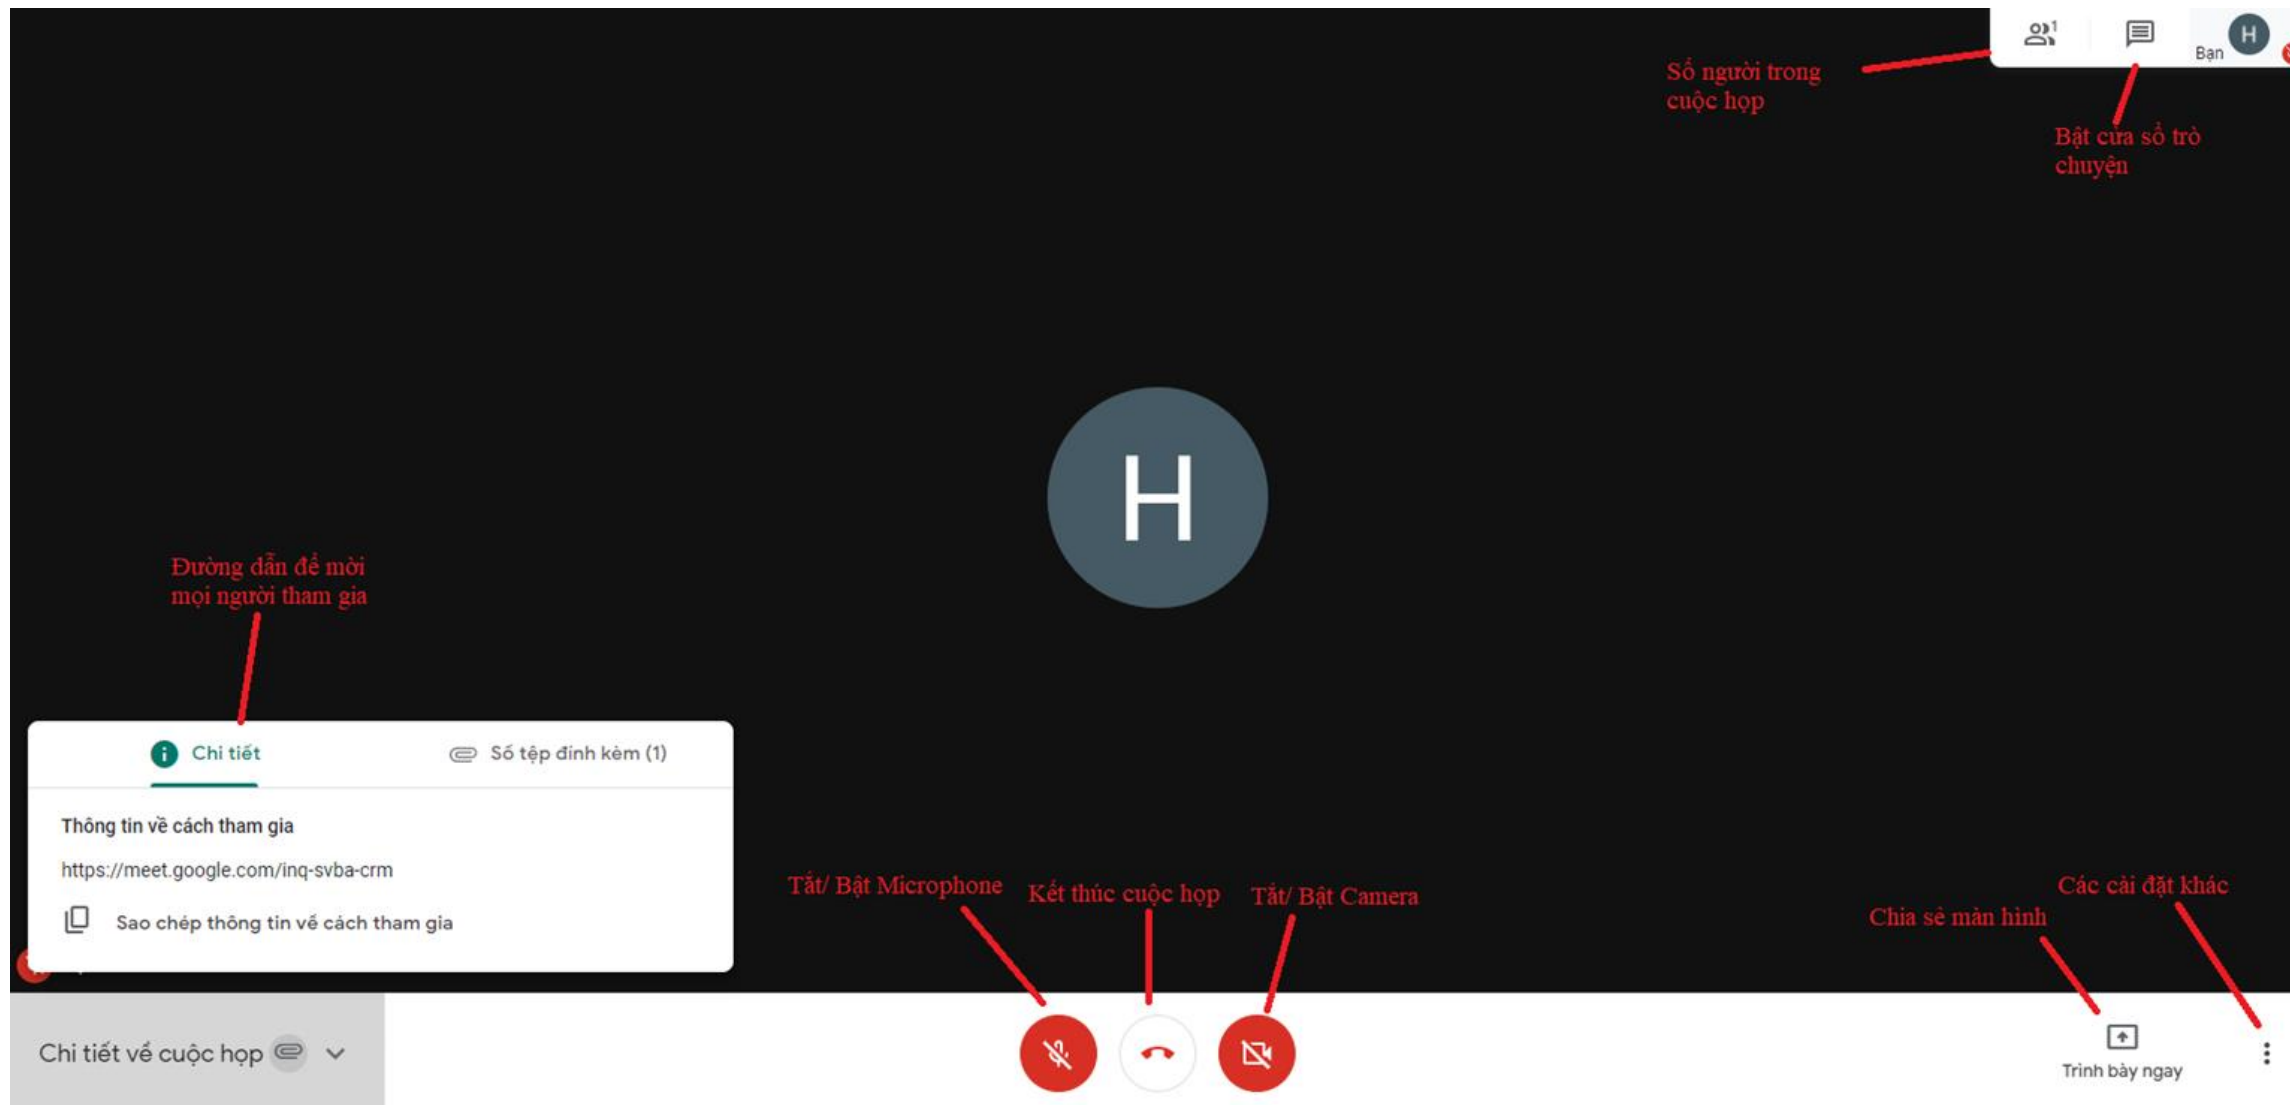 1
Bạn
H
Số người trong
cuộc họp
Bật cửa sổ trò
chuyện
H
Đường dẫn để mời
mọi người tham gia
Chi tiết
Số tệp đính kèm (1)
Thông tin về cách tham gia
https://meet.google.com/inq-svba-crm
Sao chép thông tin về cách tham gia
Tắt/ Bật Microphone
Kết thúc cuộc họp
Tắt/ Bật Camera
Chia sẻ màn hình
Các cài đặt khác
Chi tiết về cuộc họp
Trình bày ngay